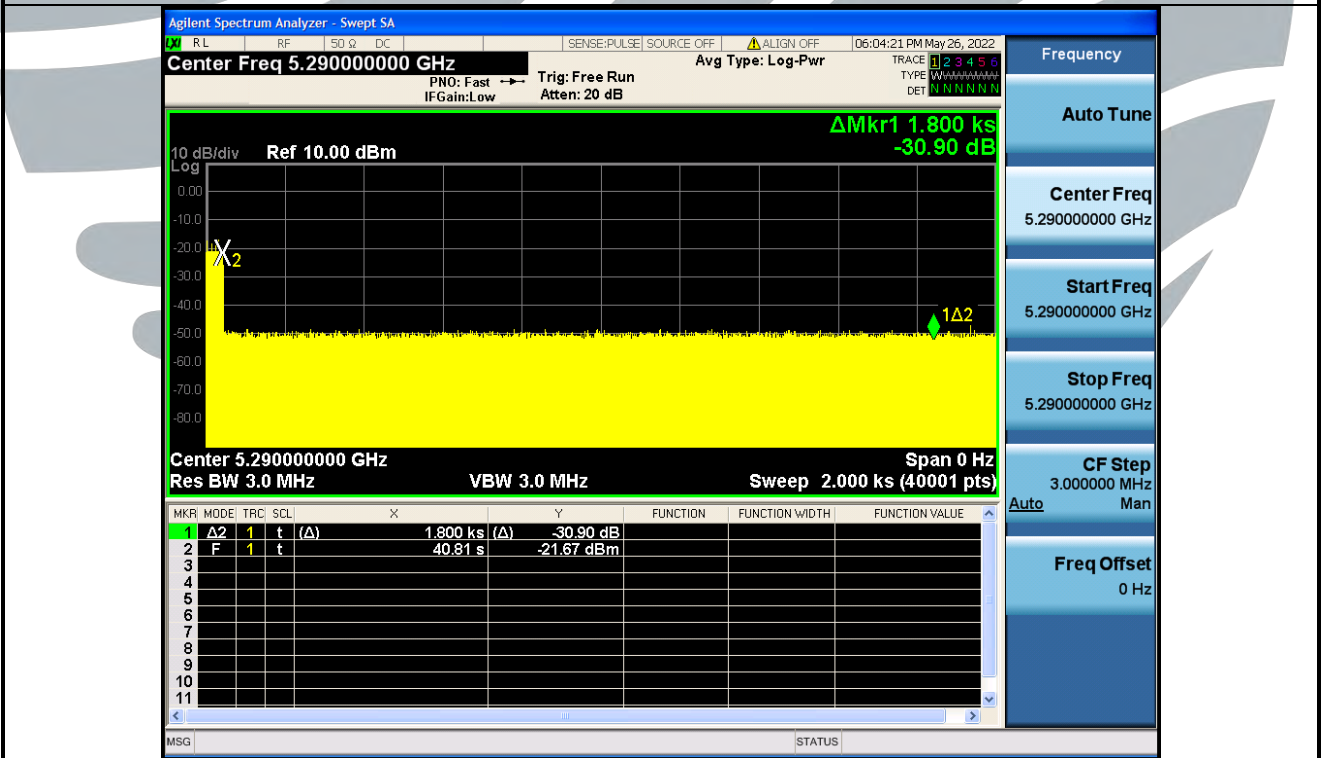 Agilent Spectrum Analyzer - Swept SA
LXI RL RF 50 Ω DC SENSE:PULSE SOURCE OFF ALIGN OFF 06:04:21 PM May 26, 2022
Center Freq 5.290000000 GHz
PNO: Fast
IFGain:Low
Trig: Free Run
Atten: 20 dB
Avg Type: Log-Pwr
TRACE 1 2 3 4 5 6
TYPE
DET N N N N N N
ΔMkr1 1.800 ks
-30.90 dB
10 dB/div Ref 10.00 dBm
Log
0.00
-10.0
-20.0
-30.0
-40.0
-50.0
-60.0
-70.0
-80.0
2
1Δ2
Center 5.290000000 GHz Span 0 Hz
Res BW 3.0 MHz VBW 3.0 MHz Sweep 2.000 ks (40001 pts)
MKR MODE TRC SCL X Y FUNCTION FUNCTION WIDTH FUNCTION VALUE
1 Δ2 1 t (Δ) 1.800 ks (Δ) -30.90 dB
2 F 1 t 40.81 s -21.67 dBm
3
4
5
6
7
8
9
10
11
MSG STATUS
Frequency
Auto Tune
Center Freq
5.290000000 GHz
Start Freq
5.290000000 GHz
Stop Freq
5.290000000 GHz
CF Step
3.000000 MHz
Auto Man
Freq Offset
0 Hz